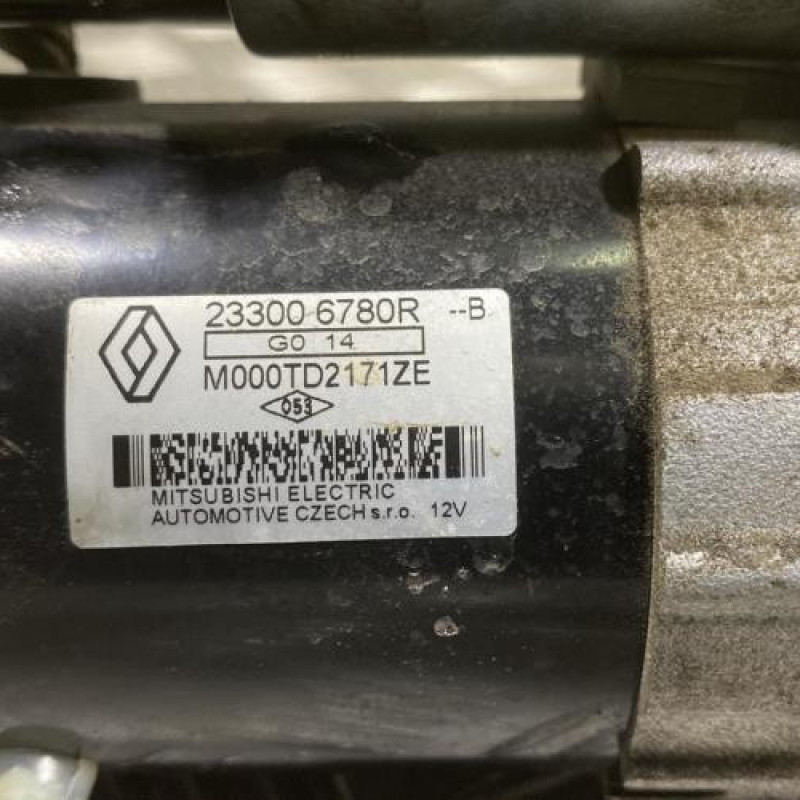 23300 6780R --B
G0 14
M000TD2171ZE
053
MITSUBISHI ELECTRIC
AUTOMOTIVE CZECH s.r.o. 12V